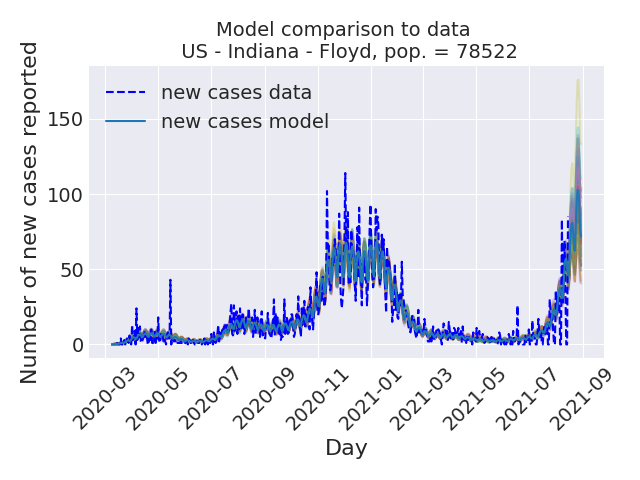 Model comparison to data
US - Indiana - Floyd, pop. = 78522
Number of new cases reported
new cases data
new cases model
150
100
50
0
2020-03
2020-05
2020-07
2020-09
2020-11
2021-01
2021-03
2021-05
2021-07
2021-09
Day